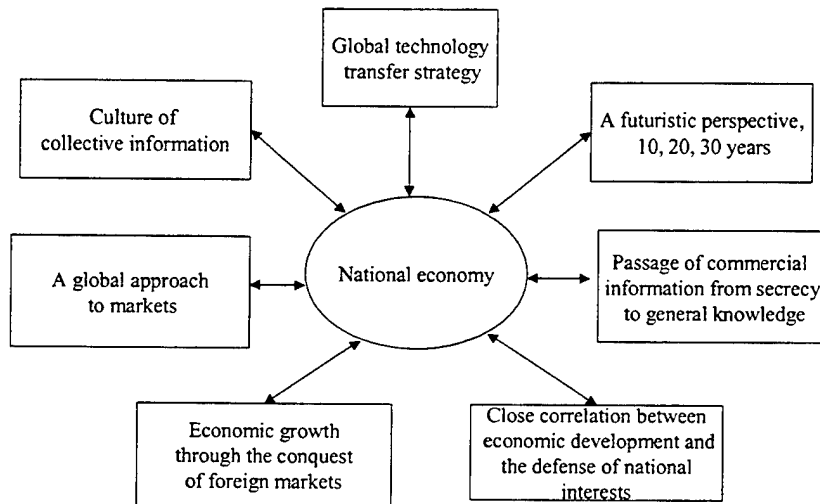 Global technology
transfer strategy
Culture of
collective information
A futuristic perspective,
10, 20, 30 years
National economy
A global approach
to markets
Passage of commercial
information from secrecy
to general knowledge
Economic growth
through the conquest
of foreign markets
Close correlation between
economic development and
the defense of national
interests